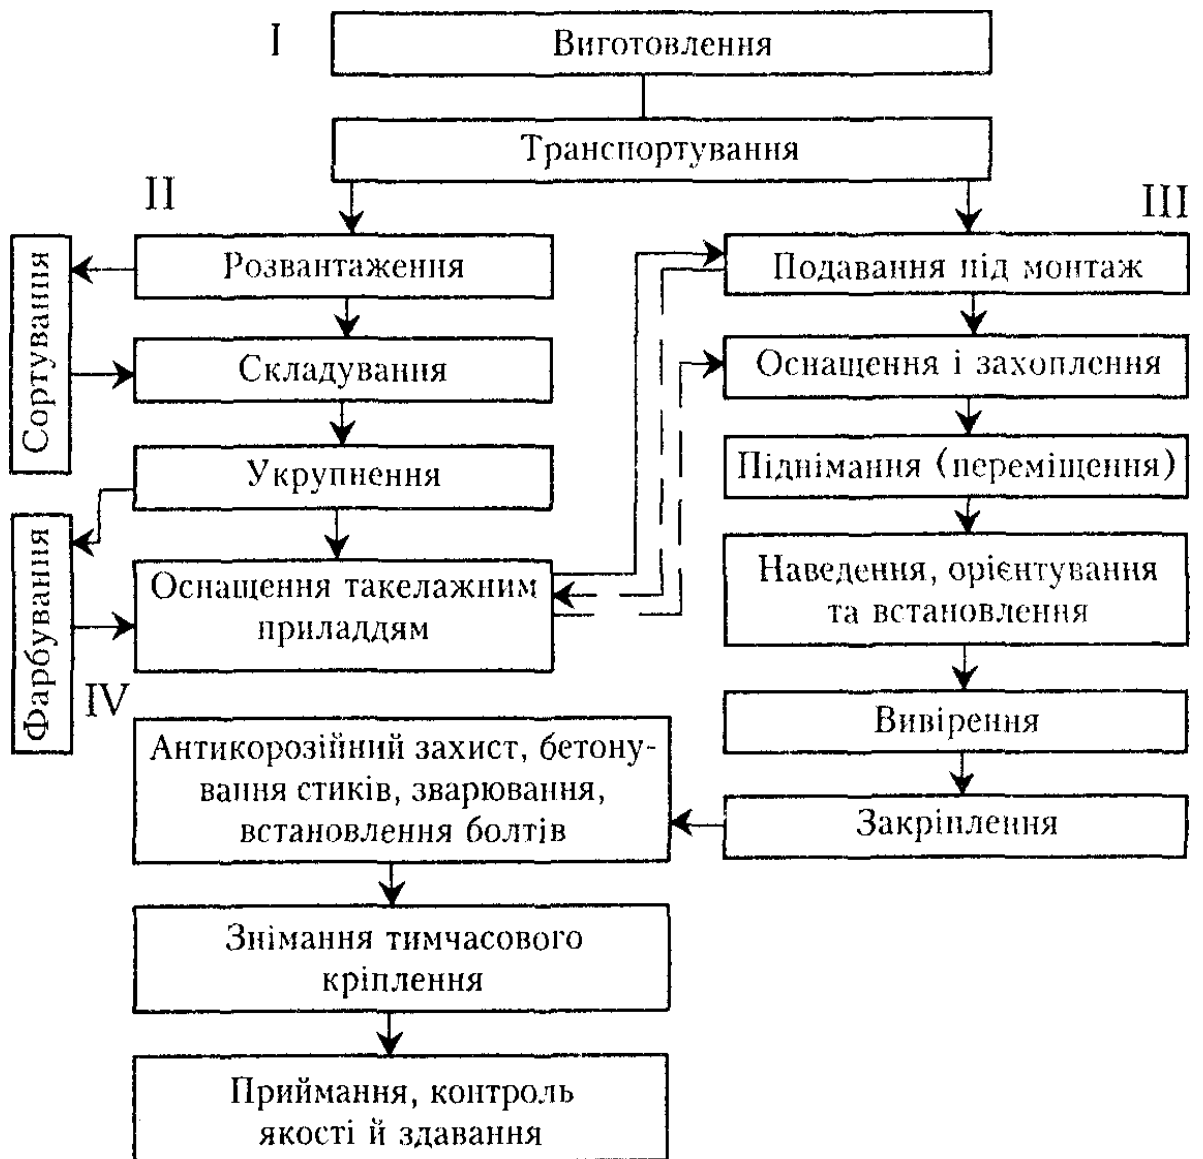 I
Виготовлення
Транспортування
II
III
Сортування
Розвантаження
Складування
Укрупнення
Фарбування
Оснащення такелажним
приладдям
Подавання під монтаж
Оснащення і захоплення
Піднімання (переміщення)
Наведення, орієнтування
та встановлення
Вивірення
Закріплення
IV
Антикорозійний захист, бетону-
вання стиків, зварювання,
встановлення болтів
Знімання тимчасового
кріплення
Приймання, контроль
якості й здавання